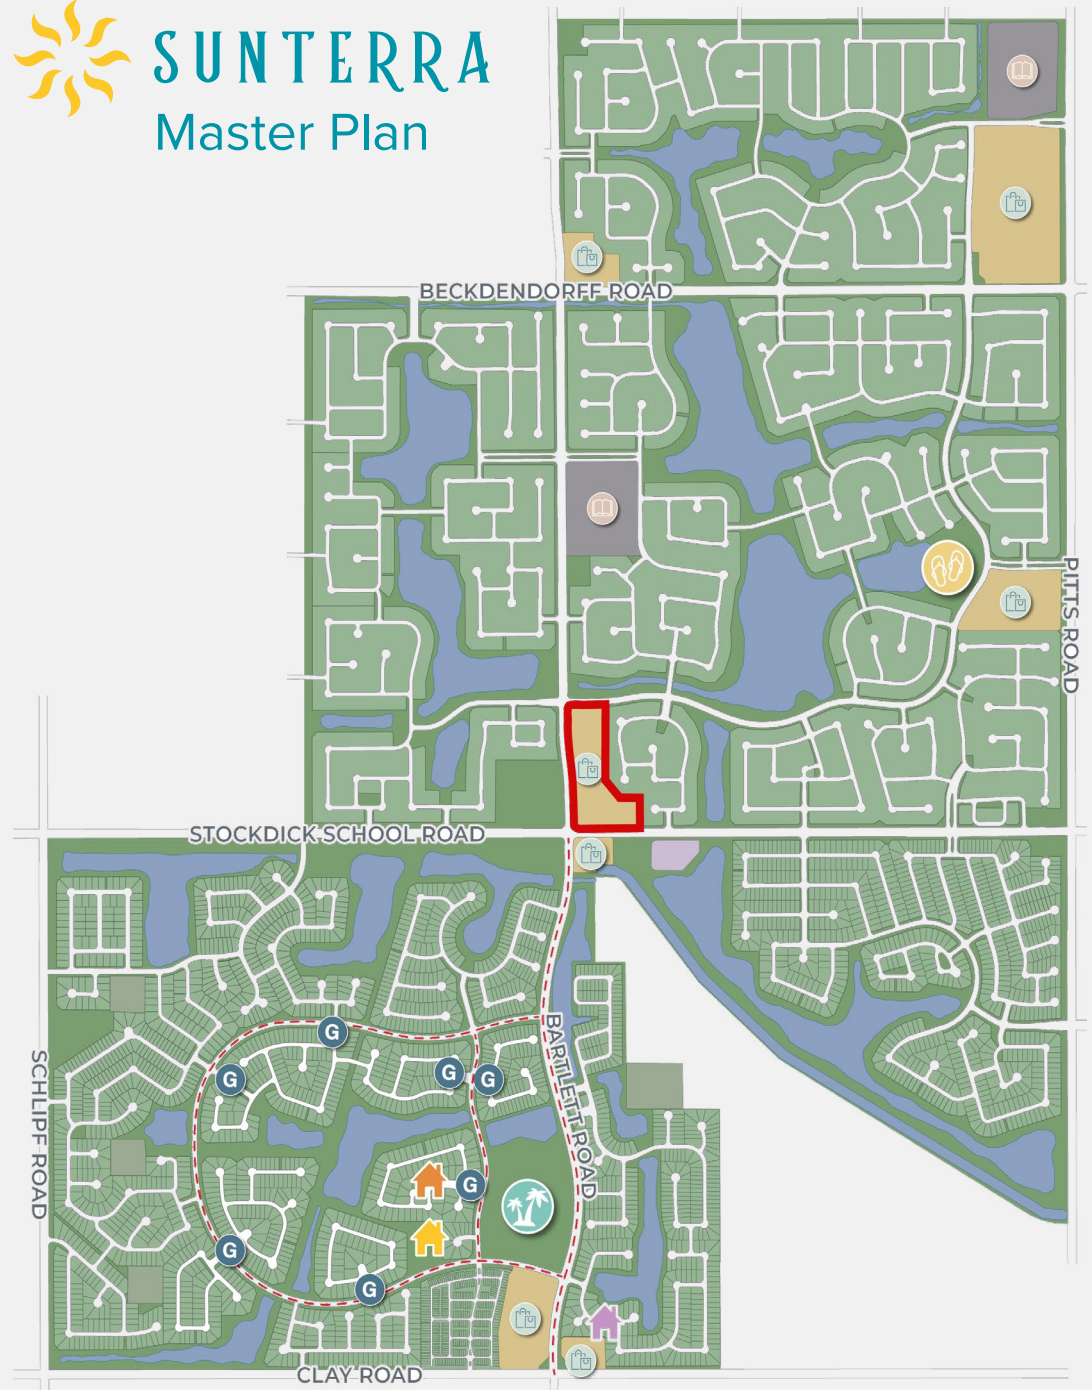 SUNTERRA
Master Plan
BECKDENDORFF ROAD
PITTS ROAD
STOCKDICK SCHOOL ROAD
SCHLIPF ROAD
BARTLETT ROAD
G
G
G
G
G
G
G
CLAY ROAD